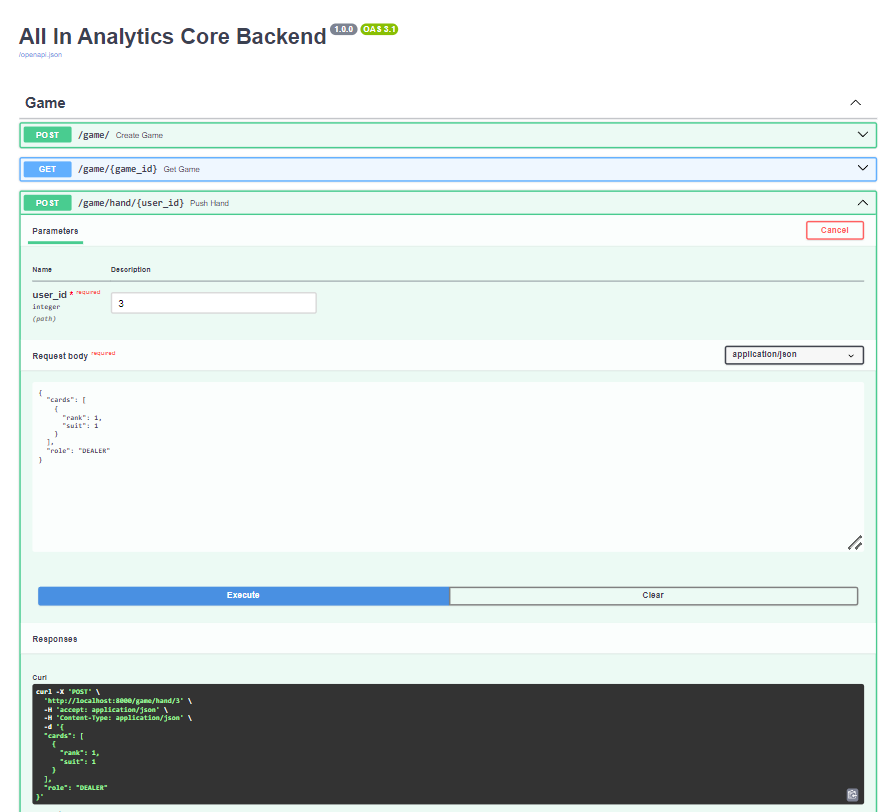 All In Analytics Core Backend 1.0.0 OAS 3.1
/openapi.json
Game
POST /game/ Create Game
GET /game/{game_id} Get Game
POST /game/hand/{user_id} Push Hand
Parameters Cancel
Name Description
user_id * required 3
integer
(path)
Request body required application/json
{
"cards": [
{
"rank": 1,
"suit": 1
}
],
"role": "DEALER"
}
Execute Clear
Responses
Curl
curl -X 'POST' \
'http://localhost:8000/game/hand/3' \
-H 'accept: application/json' \
-H 'Content-Type: application/json' \
-d '{
"cards": [
{
"rank": 1,
"suit": 1
}
],
"role": "DEALER"
}'